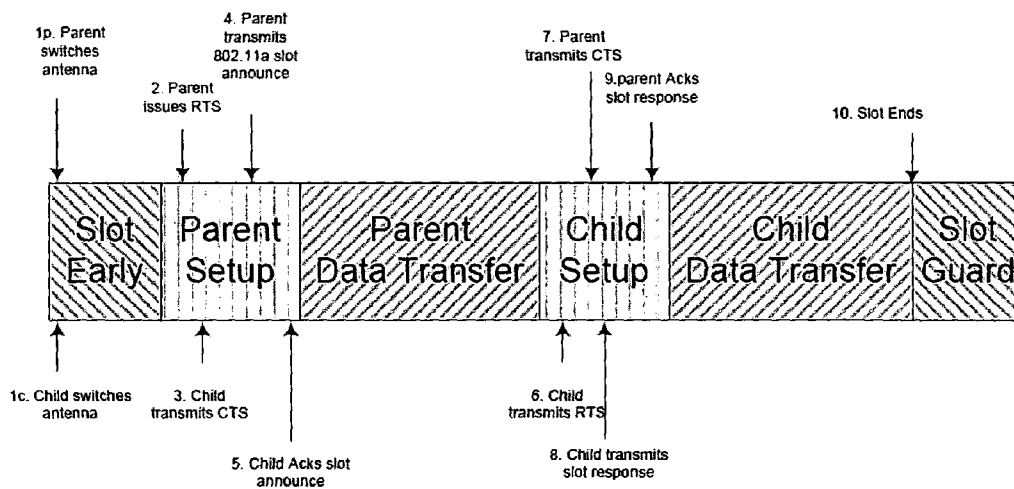 4. Parent
transmits
802.11a slot
announce
1p. Parent
switches
antenna
2. Parent
issues RTS
7. Parent
transmits CTS
9.parent Acks
slot response
10. Slot Ends
Slot
Early
Parent
Setup
Parent
Data Transfer
Child
Setup
Child
Data Transfer
Slot
Guard
1c. Child switches
antenna
3. Child
transmits CTS
5. Child Acks slot
announce
6. Child
transmits RTS
8. Child transmits
slot response